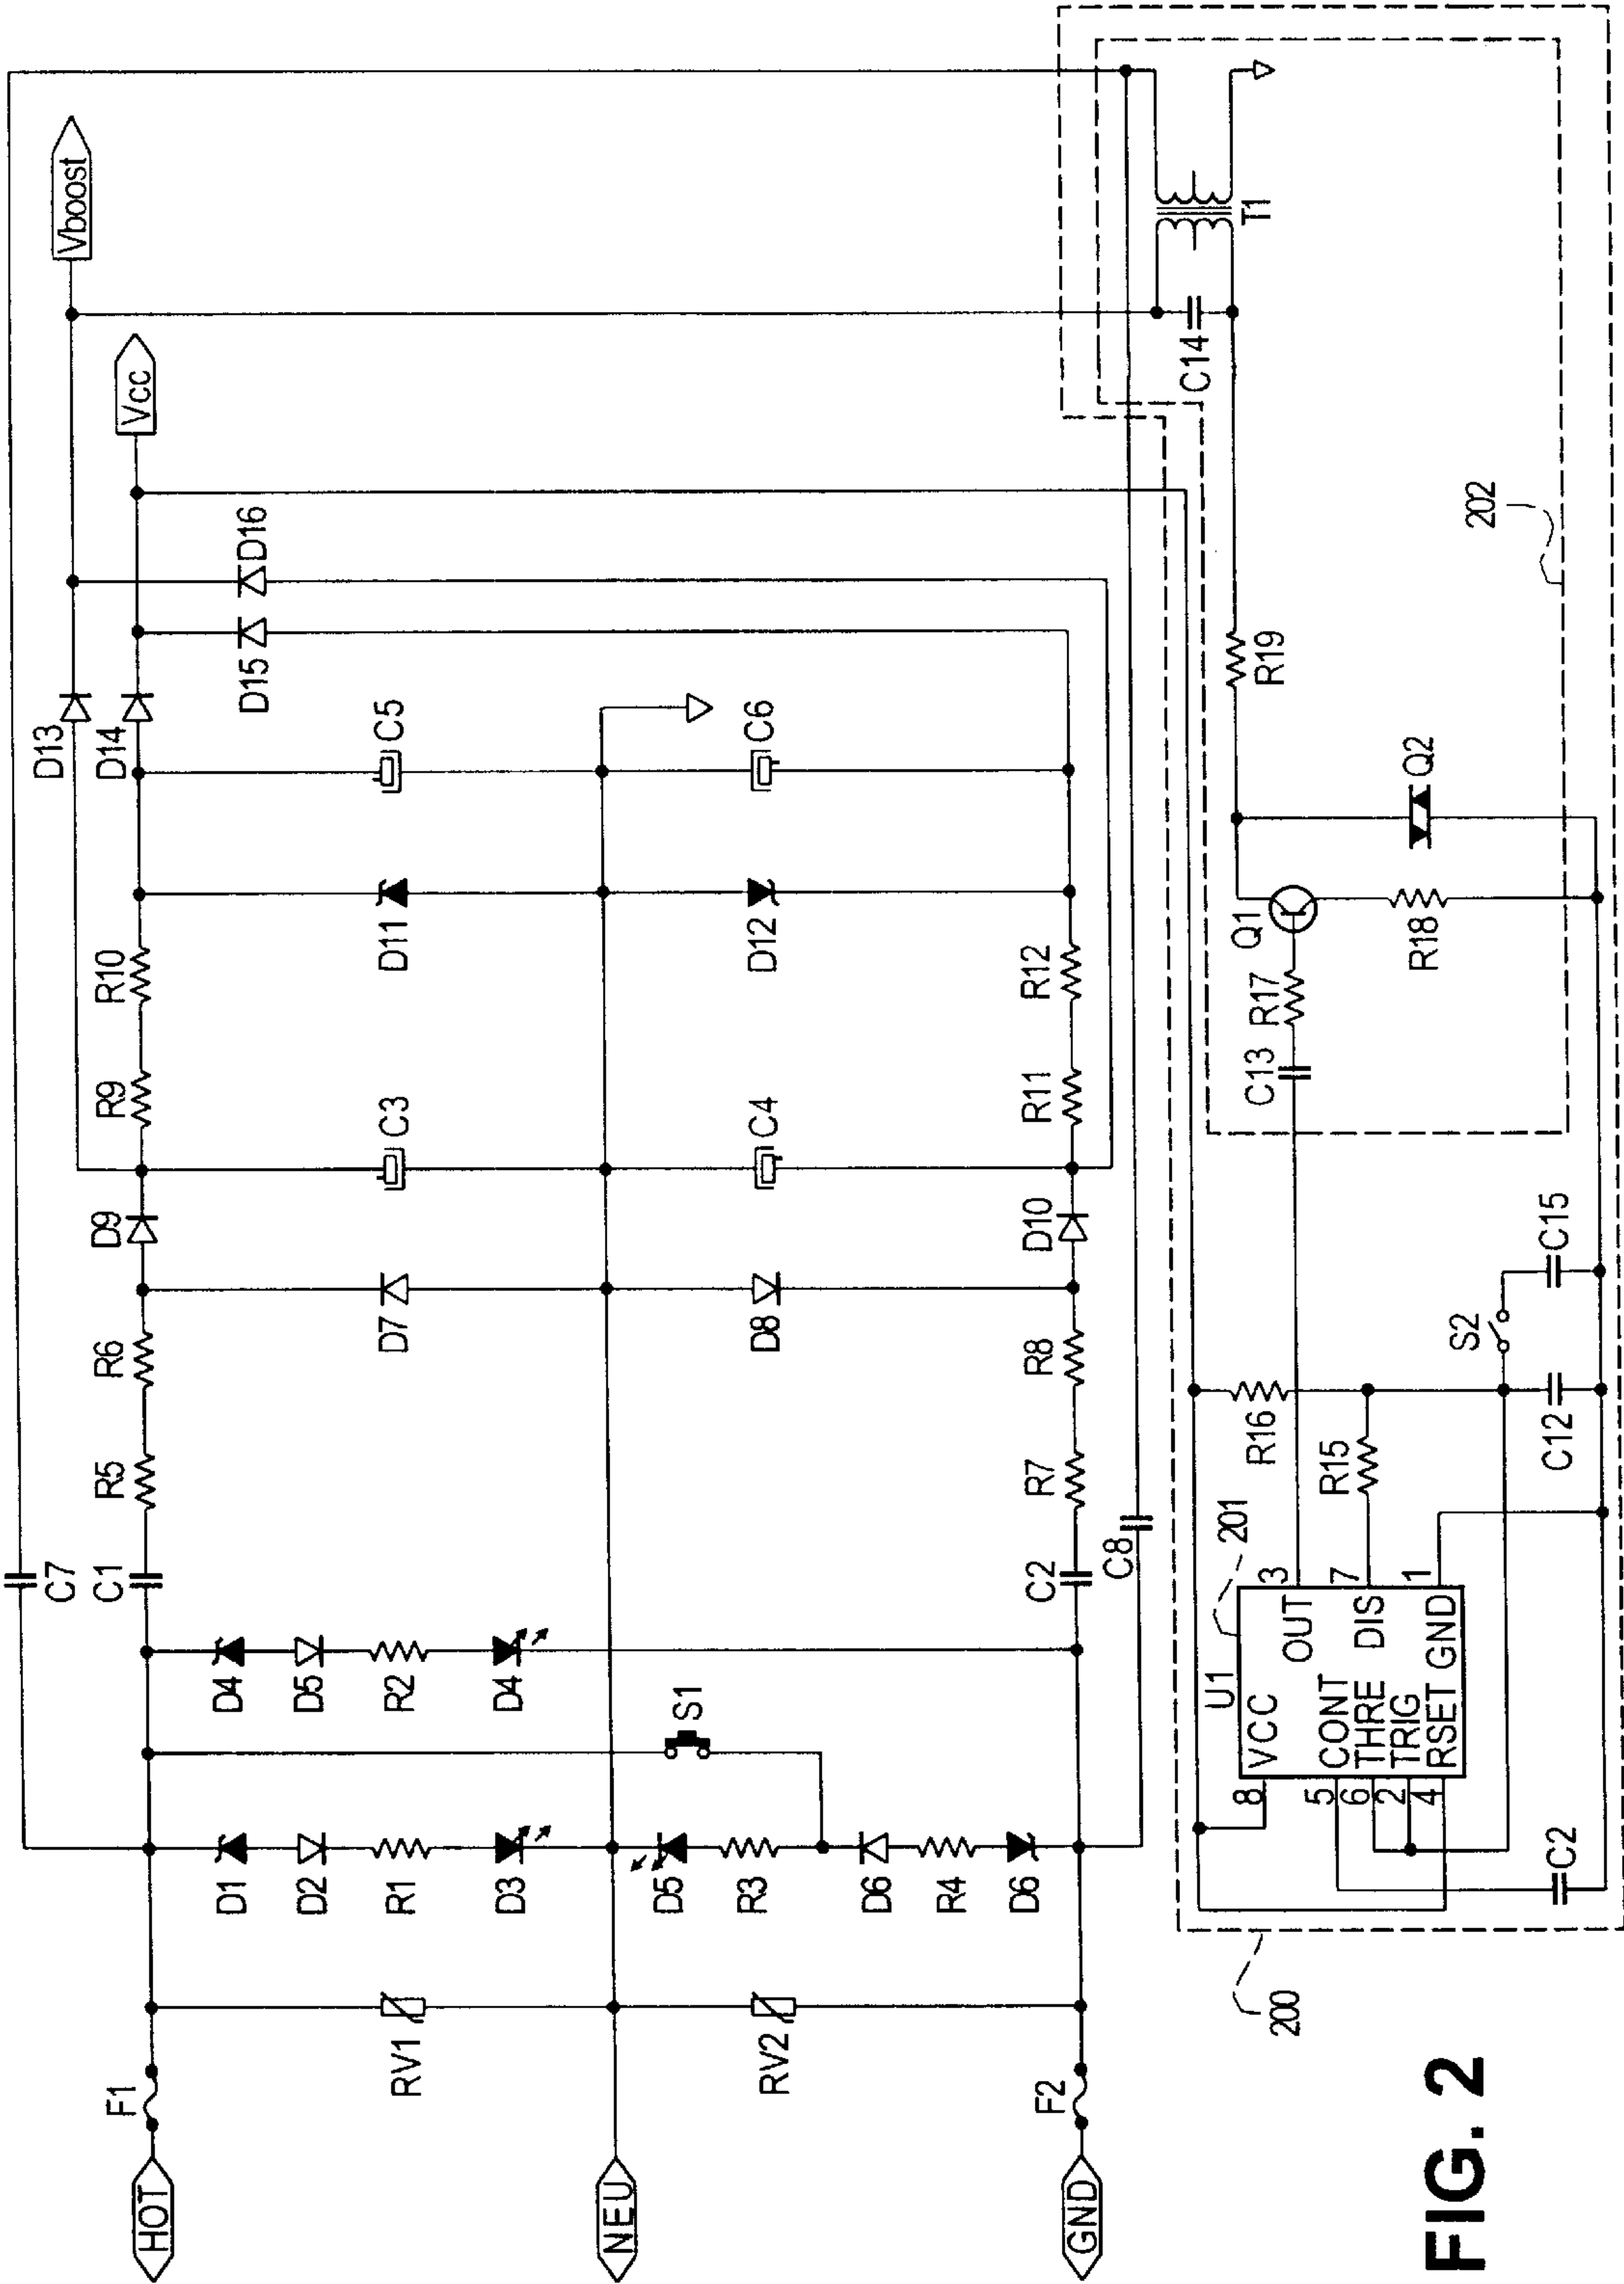 Vboost
Vcc
D13
D14
D15
D16
R10
R9
D9
C5
C6
D11
D12
C3
C4
R12
R11
D10
D7
D8
R6
R5
R8
R7
C7
C1
C2
C8
D4
D5
R2
D4
S1
D1
D2
R1
D3
D5
R3
D6
R4
D6
RV1
RV2
F1
F2
HOT
NEU
GND
T1
C14
202
R19
Q2
Q1
R18
R17
C13
C15
S2
R16
R15
C12
201
U1
3
7
1
OUT
DIS
GND
VCC
CONT
THRE
TRIG
RSET
8
5
6
2
4
C2
200
FIG. 2